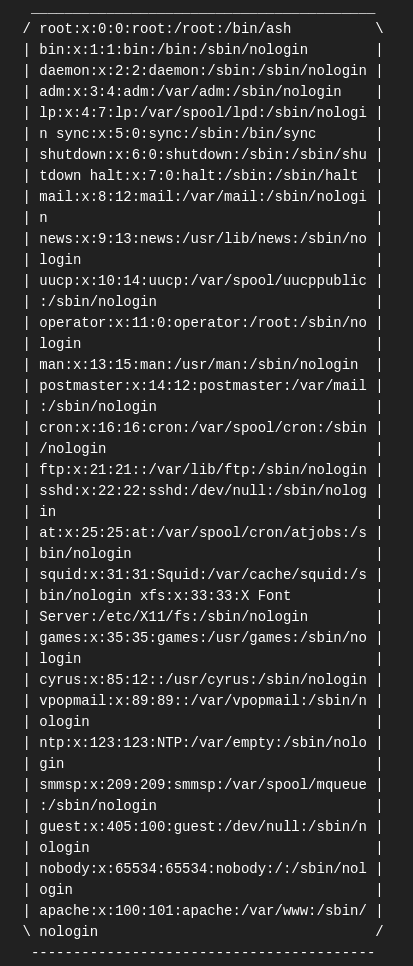 _________________________________________
/ root:x:0:0:root:/root:/bin/ash          \
| bin:x:1:1:bin:/bin:/sbin/nologin        |
| daemon:x:2:2:daemon:/sbin:/sbin/nologin |
| adm:x:3:4:adm:/var/adm:/sbin/nologin    |
| lp:x:4:7:lp:/var/spool/lpd:/sbin/nologi |
| n sync:x:5:0:sync:/sbin:/bin/sync       |
| shutdown:x:6:0:shutdown:/sbin:/sbin/shu |
| tdown halt:x:7:0:halt:/sbin:/sbin/halt  |
| mail:x:8:12:mail:/var/mail:/sbin/nologi |
| n                                       |
| news:x:9:13:news:/usr/lib/news:/sbin/no |
| login                                   |
| uucp:x:10:14:uucp:/var/spool/uucppublic |
| :/sbin/nologin                          |
| operator:x:11:0:operator:/root:/sbin/no |
| login                                   |
| man:x:13:15:man:/usr/man:/sbin/nologin  |
| postmaster:x:14:12:postmaster:/var/mail |
| :/sbin/nologin                          |
| cron:x:16:16:cron:/var/spool/cron:/sbin |
| /nologin                                |
| ftp:x:21:21::/var/lib/ftp:/sbin/nologin |
| sshd:x:22:22:sshd:/dev/null:/sbin/nolog |
| in                                      |
| at:x:25:25:at:/var/spool/cron/atjobs:/s |
| bin/nologin                             |
| squid:x:31:31:Squid:/var/cache/squid:/s |
| bin/nologin xfs:x:33:33:X Font          |
| Server:/etc/X11/fs:/sbin/nologin        |
| games:x:35:35:games:/usr/games:/sbin/no |
| login                                   |
| cyrus:x:85:12::/usr/cyrus:/sbin/nologin |
| vpopmail:x:89:89::/var/vpopmail:/sbin/n |
| ologin                                  |
| ntp:x:123:123:NTP:/var/empty:/sbin/nolo |
| gin                                     |
| smmsp:x:209:209:smmsp:/var/spool/mqueue |
| :/sbin/nologin                          |
| guest:x:405:100:guest:/dev/null:/sbin/n |
| ologin                                  |
| nobody:x:65534:65534:nobody:/:/sbin/nol |
| ogin                                    |
| apache:x:100:101:apache:/var/www:/sbin/ |
\ nologin                                 /
 -----------------------------------------